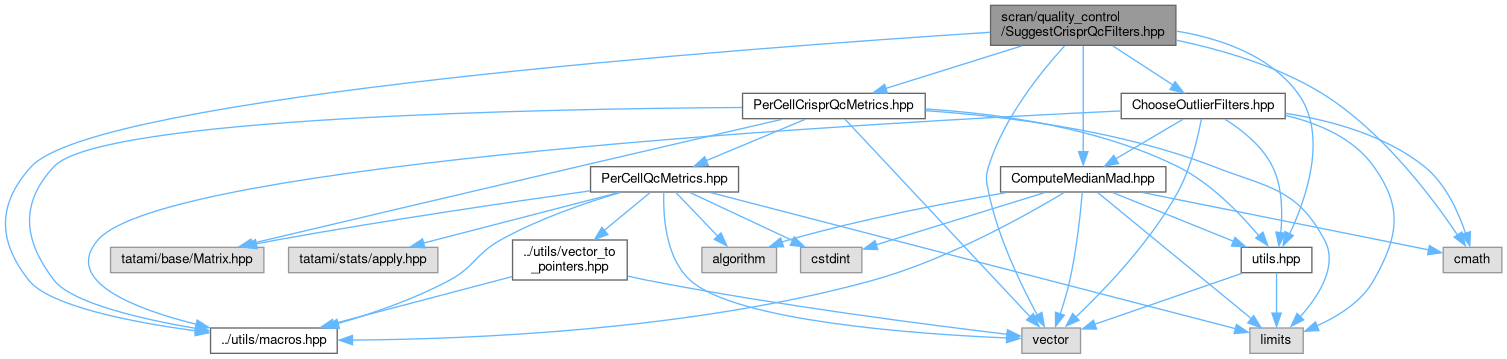 scran/quality_control
/SuggestCrisprQcFilters.hpp
PerCellCrisprQcMetrics.hpp
ChooseOutlierFilters.hpp
PerCellQcMetrics.hpp
ComputeMedianMad.hpp
tatami/base/Matrix.hpp
tatami/stats/apply.hpp
../utils/vector_to
_pointers.hpp
algorithm
cstdint
utils.hpp
cmath
../utils/macros.hpp
vector
limits